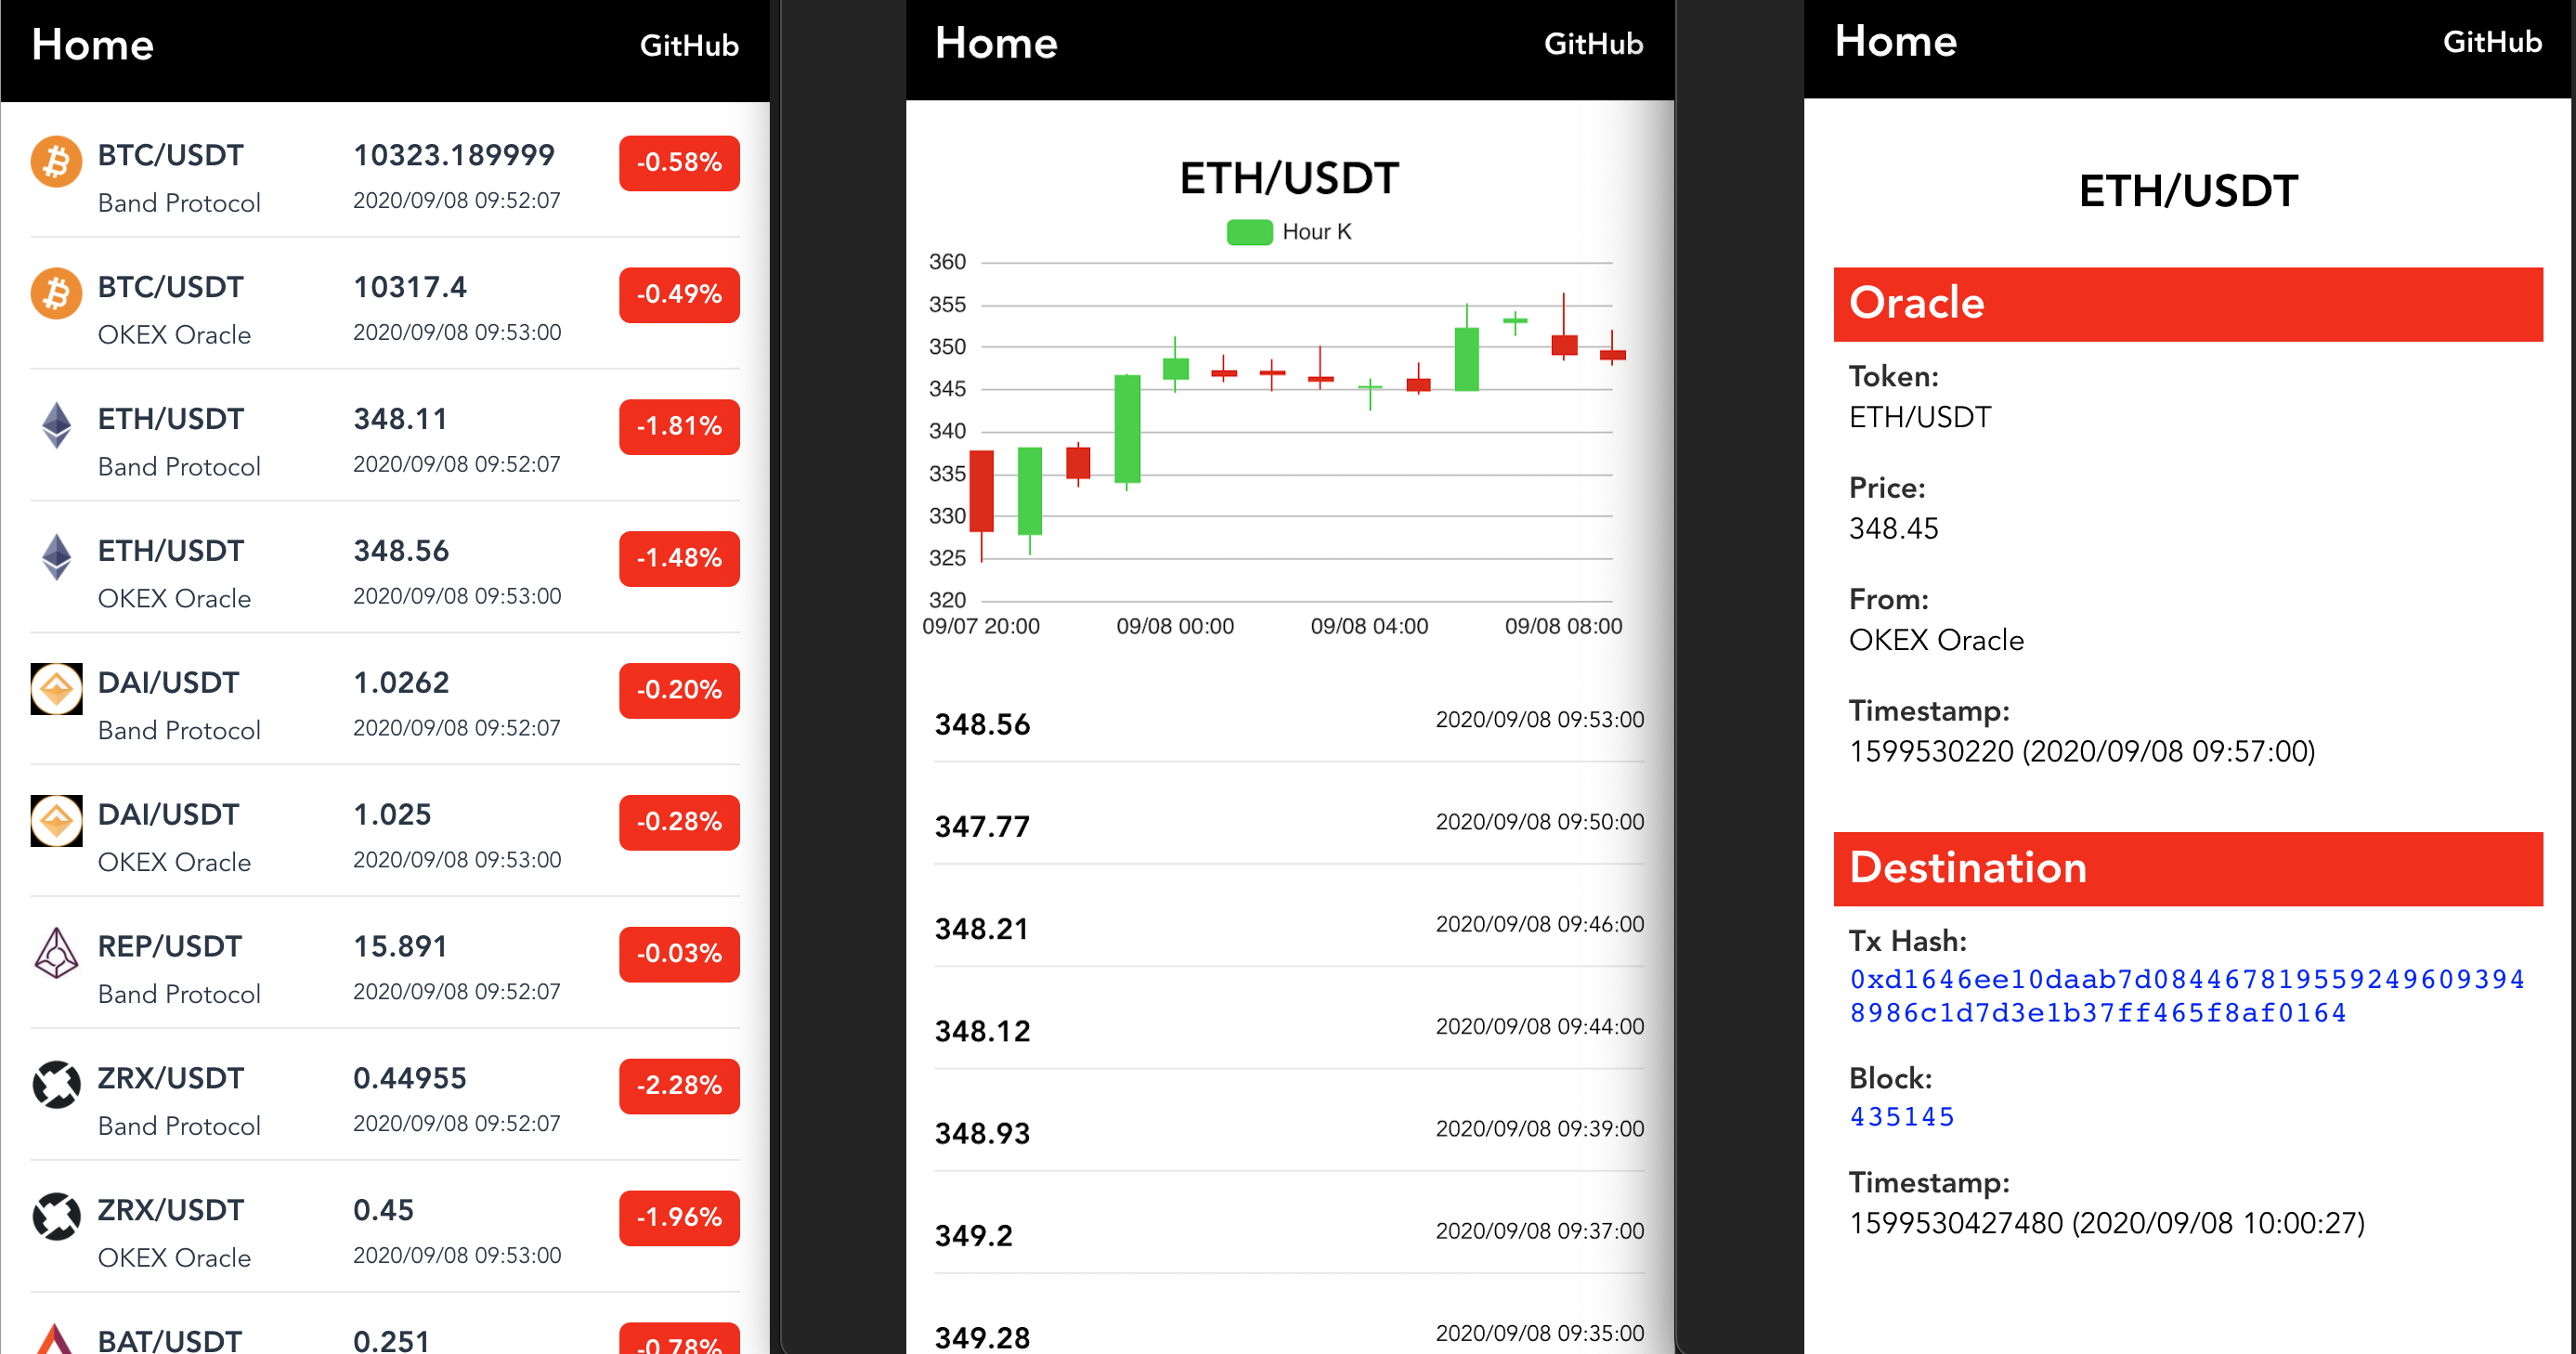 Home GitHub
BTC/USDT 10323.189999 -0.58%
Band Protocol 2020/09/08 09:52:07
BTC/USDT 10317.4 -0.49%
OKEX Oracle 2020/09/08 09:53:00
ETH/USDT 348.11 -1.81%
Band Protocol 2020/09/08 09:52:07
ETH/USDT 348.56 -1.48%
OKEX Oracle 2020/09/08 09:53:00
DAI/USDT 1.0262 -0.20%
Band Protocol 2020/09/08 09:52:07
DAI/USDT 1.025 -0.28%
OKEX Oracle 2020/09/08 09:53:00
REP/USDT 15.891 -0.03%
Band Protocol 2020/09/08 09:52:07
ZRX/USDT 0.44955 -2.28%
Band Protocol 2020/09/08 09:52:07
ZRX/USDT 0.45 -1.96%
OKEX Oracle 2020/09/08 09:53:00
BAT/USDT 0.251 -0.78%
Home GitHub
ETH/USDT
Hour K
360
355
350
345
340
335
330
325
320
09/07 20:00 09/08 00:00 09/08 04:00 09/08 08:00
348.56 2020/09/08 09:53:00
347.77 2020/09/08 09:50:00
348.21 2020/09/08 09:46:00
348.12 2020/09/08 09:44:00
348.93 2020/09/08 09:39:00
349.2 2020/09/08 09:37:00
349.28 2020/09/08 09:35:00
Home GitHub
ETH/USDT
Oracle
Token:
ETH/USDT
Price:
348.45
From:
OKEX Oracle
Timestamp:
1599530220 (2020/09/08 09:57:00)
Destination
Tx Hash:
0xd1646ee10daab7d0844678195592496093​94
8986c1d7d3e1b37ff465f8af0164
Block:
435145
Timestamp:
1599530427480 (2020/09/08 10:00:27)